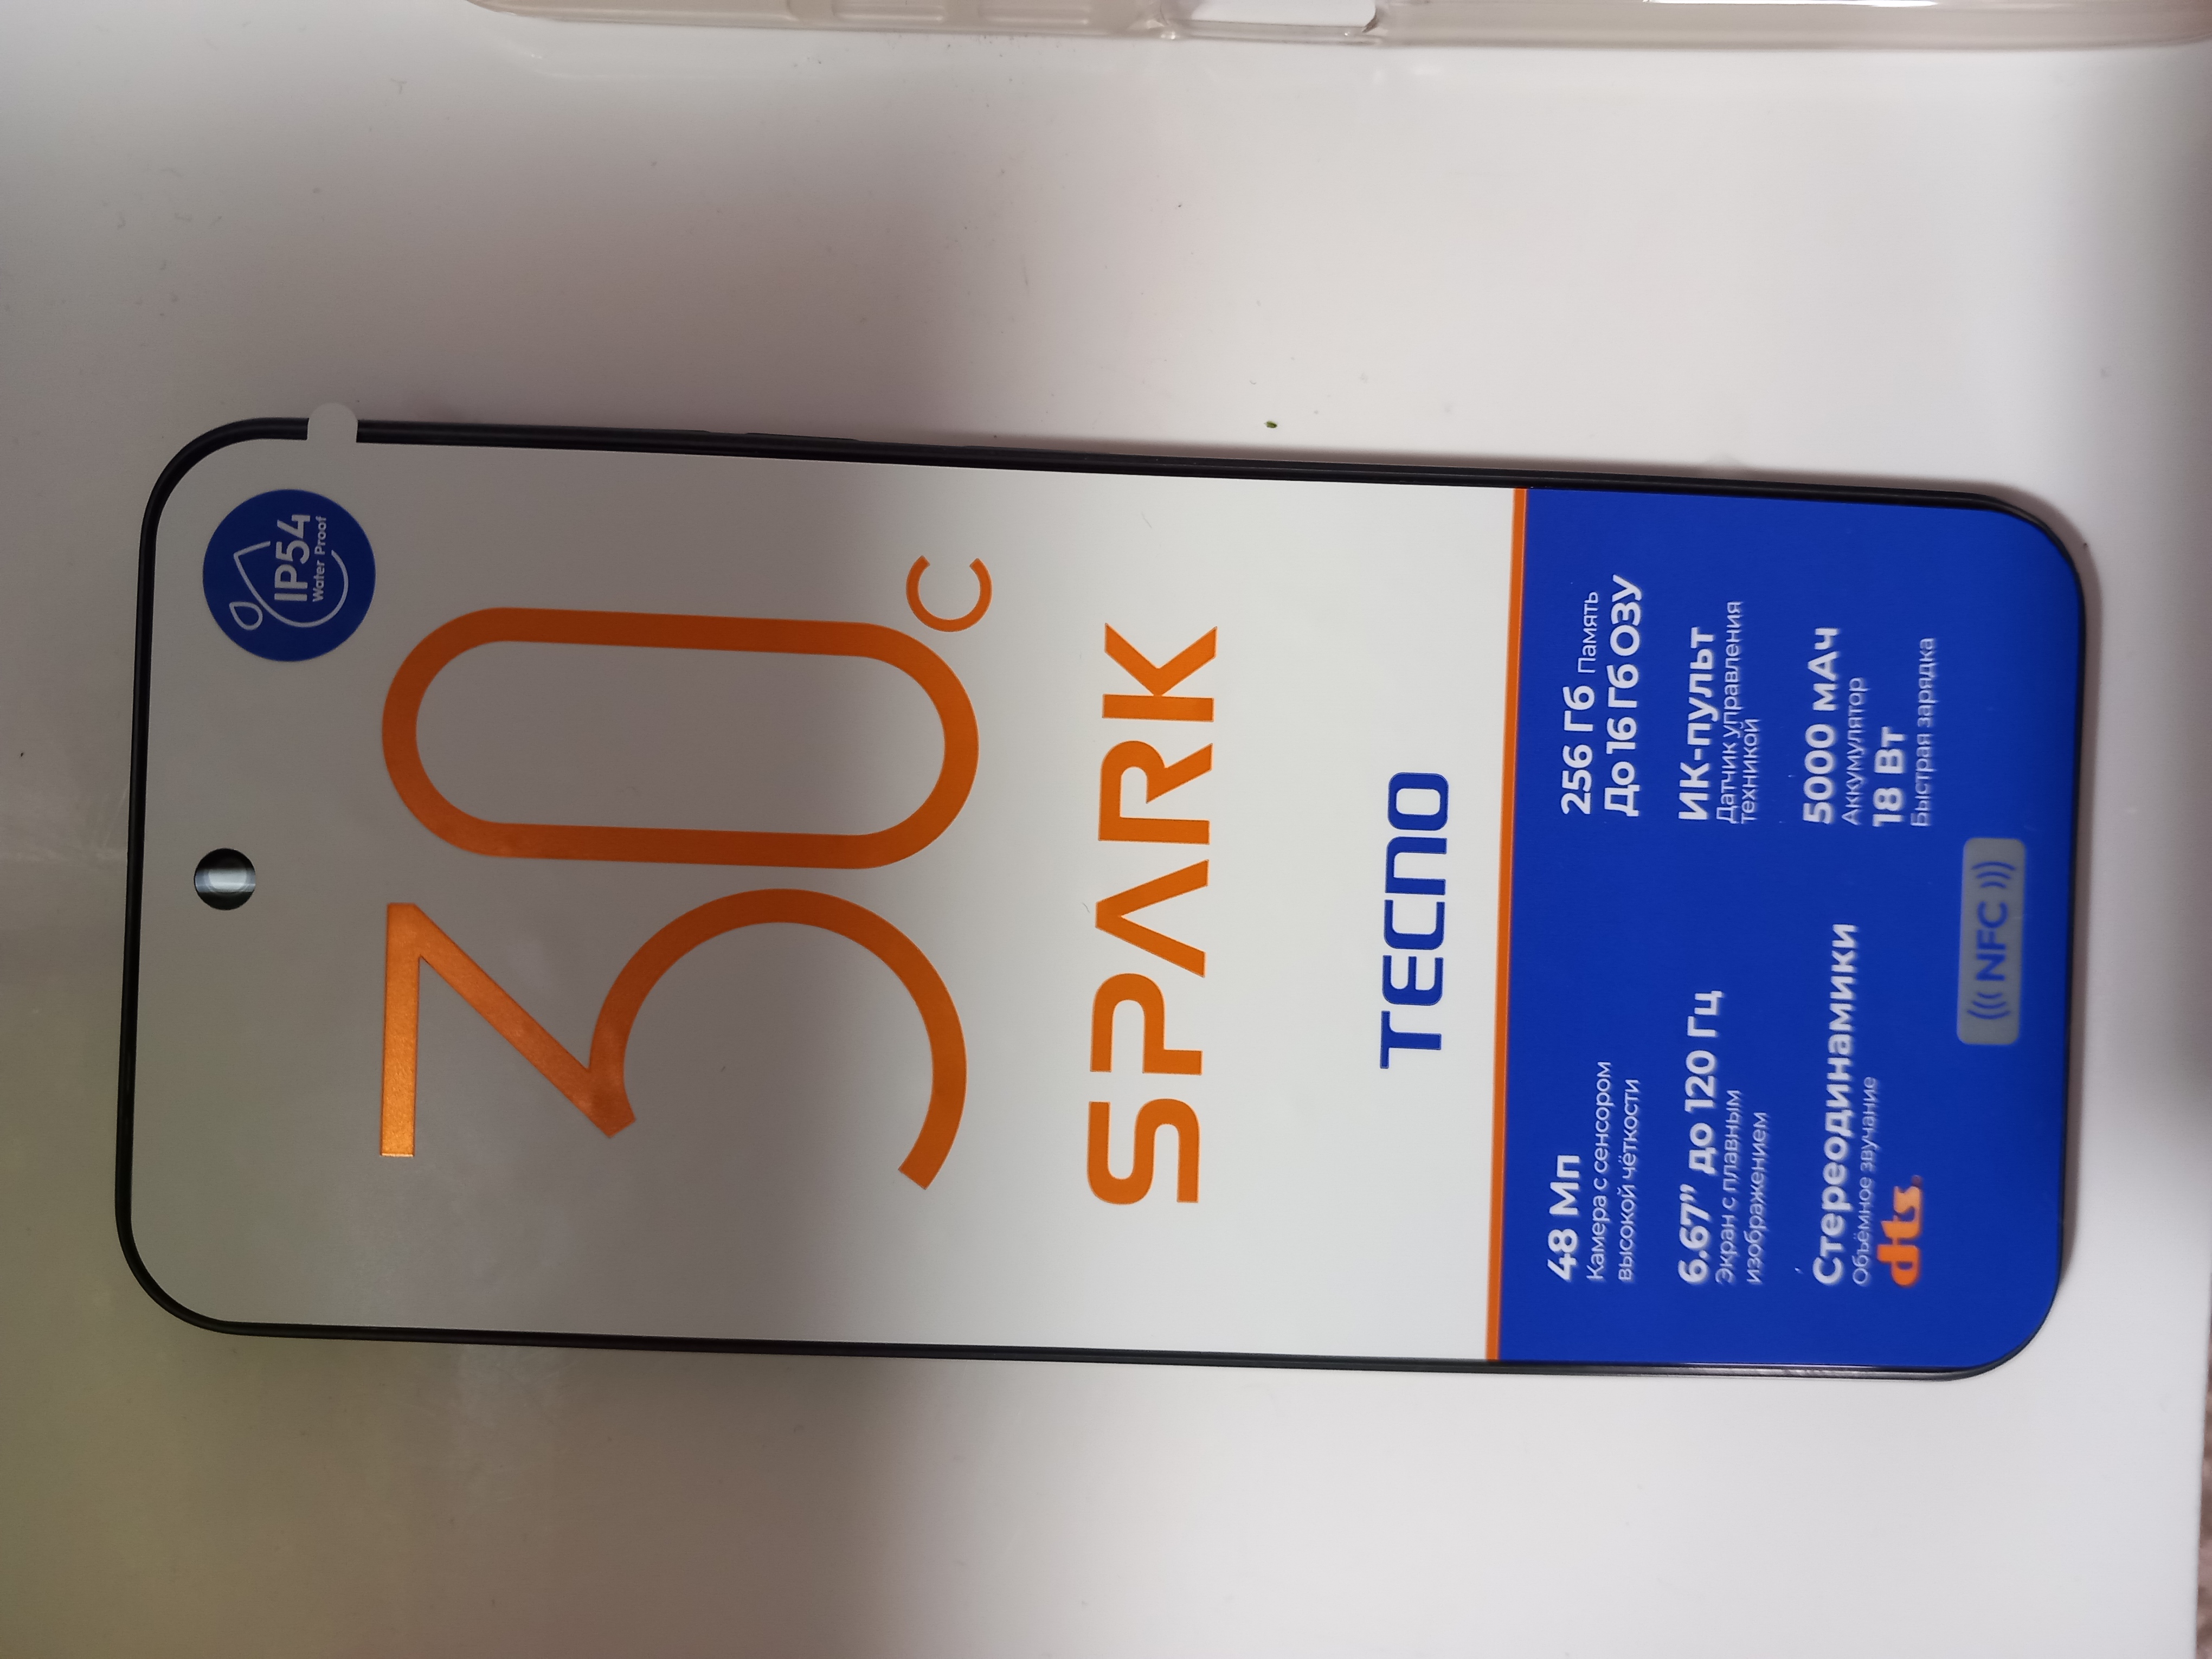 IP54
Water Proof
30C
SPARK
TECNO
48 Мп
Камера с сенсором
высокой чёткости
6.67” до 120 Гц
Экран с плавным
изображением
Стереодинамики
Объёмное звучание
dts
256 Гб Память
До 16 Гб ОЗУ
ИК-пульт
Датчик управления
техникой
5000 мАч
Аккумулятор
18 Вт
Быстрая зарядка
NFC